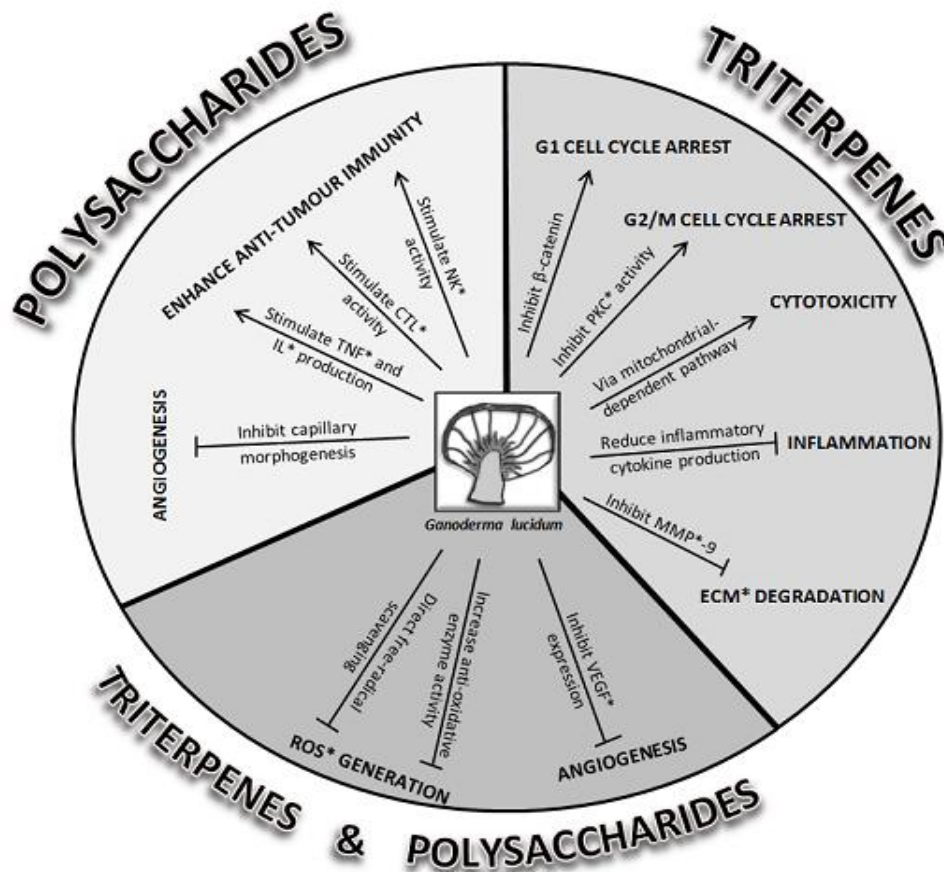 POLYSACCHARIDES
ENHANCE ANTI-TUMOUR IMMUNITY
Stimulate NK*
activity
Stimulate CTL*
activity
Stimulate TNF* and
IL* production
ANGIOGENESIS
Inhibit capillary
morphogenesis
TRITERPENES
G1 CELL CYCLE ARREST
Inhibit β-catenin
G2/M CELL CYCLE ARREST
Inhibit PKC* activity
CYTOTOXICITY
Via mitochondrial-
dependent pathway
INFLAMMATION
Reduce inflammatory
cytokine production
Inhibit MMP*-9
ECM* DEGRADATION
Ganoderma lucidum
Direct free-radical
scavenging
Increase anti-oxidative
enzyme activity
ROS* GENERATION
Inhibit VEGF*
expression
ANGIOGENESIS
TRITERPENES & POLYSACCHARIDES